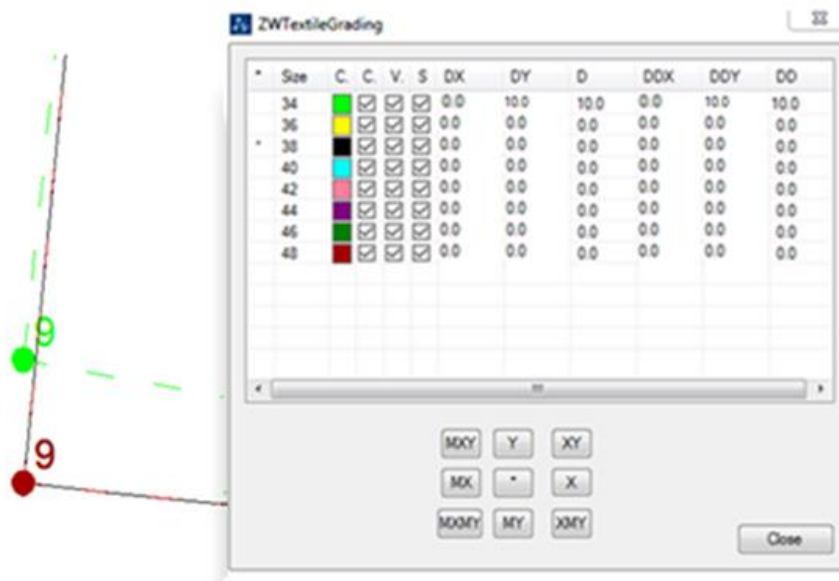 ZWTextileGrading
* Size C. C. V. S DX DY D DDX DDY DD
34 0.0 10.0 10.0 0.0 10.0 10.0
36 0.0 0.0 0.0 0.0 0.0 0.0
* 38 0.0 0.0 0.0 0.0 0.0 0.0
40 0.0 0.0 0.0 0.0 0.0 0.0
42 0.0 0.0 0.0 0.0 0.0 0.0
44 0.0 0.0 0.0 0.0 0.0 0.0
46 0.0 0.0 0.0 0.0 0.0 0.0
48 0.0 0.0 0.0 0.0 0.0 0.0
9
9
MXY Y XY
MX * X
MXMY MY XMY
Close